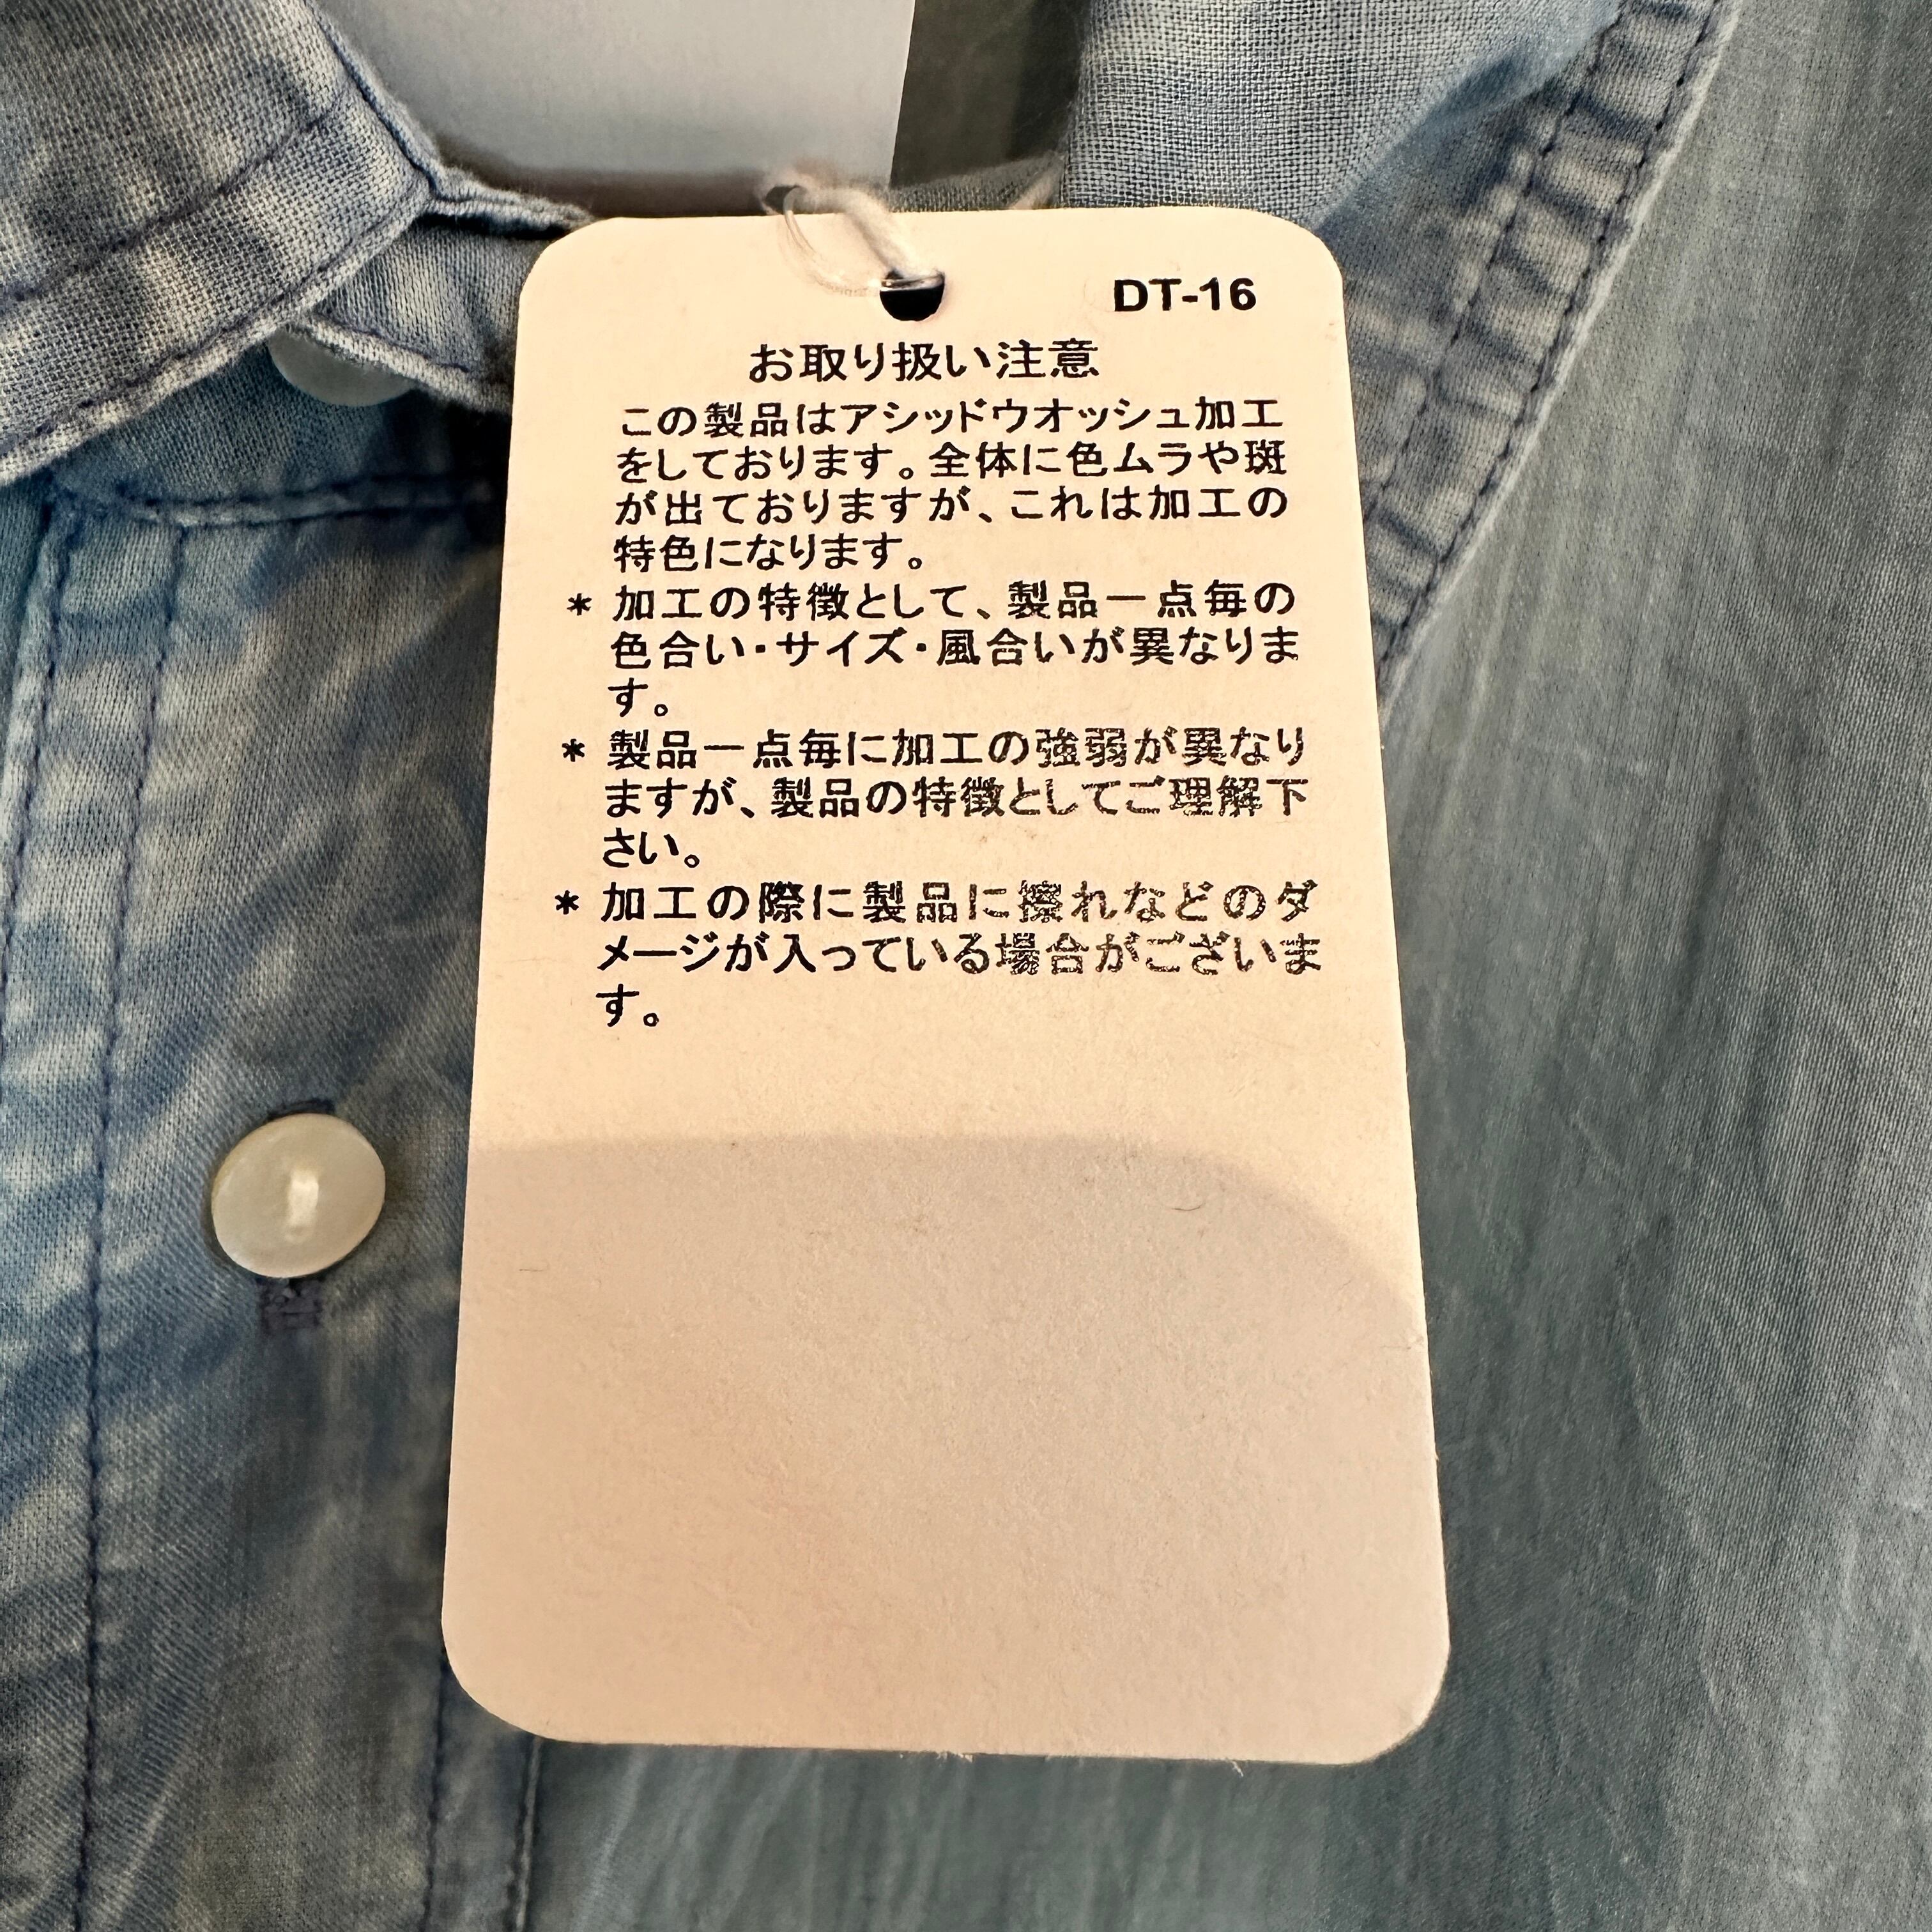 DT-16
お取り扱い注意
この製品はアシッドウオッシュ加工
をしております。全体に色ムラや斑
が出ておりますが、これは加工の
特色になります。
* 加工の特徴として、製品一点毎の
色合い・サイズ・風合いが異なりま
す。
* 製品一点毎に加工の強弱が異なり
ますが、製品の特徴としてご理解下
さい。
* 加工の際に製品に擦れなどのダ
メージが入っている場合がございま
す。